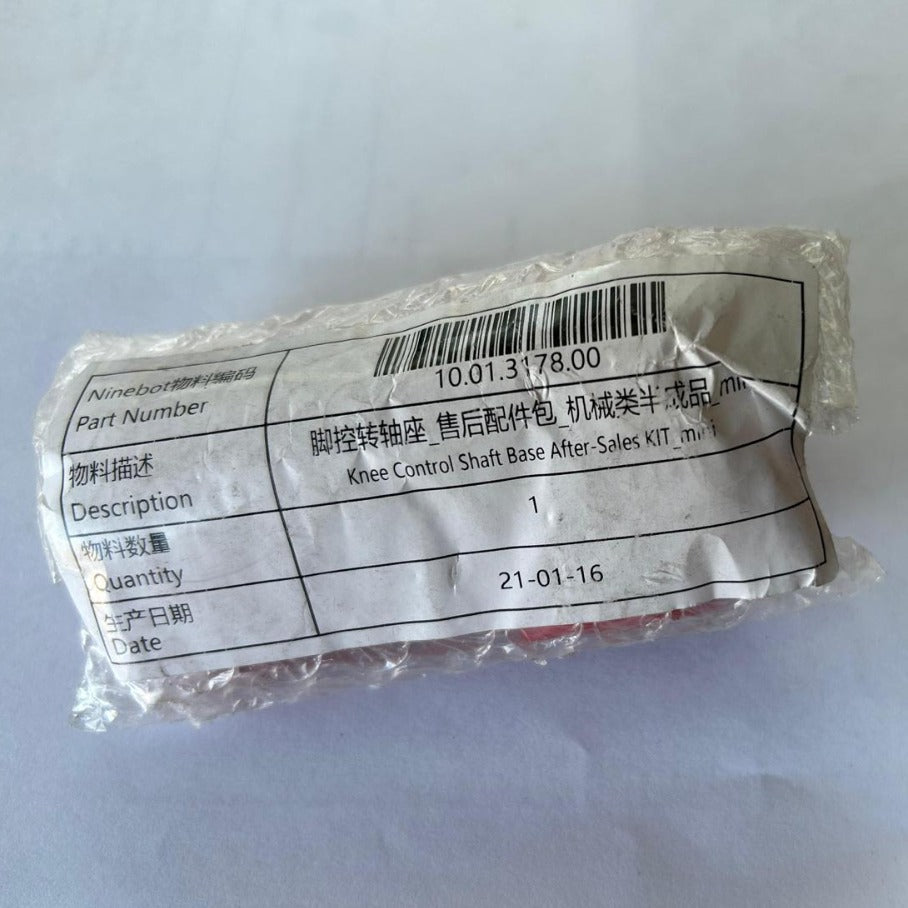 Ninebot物料编码
Part Number
10.01.3178.00
物料描述
Description
脚控转轴座_售后配件包_机械类半成品_mini
Knee Control Shaft Base After-Sales KIT_mini
物料数量
Quantity
1
生产日期
Date
21-01-16